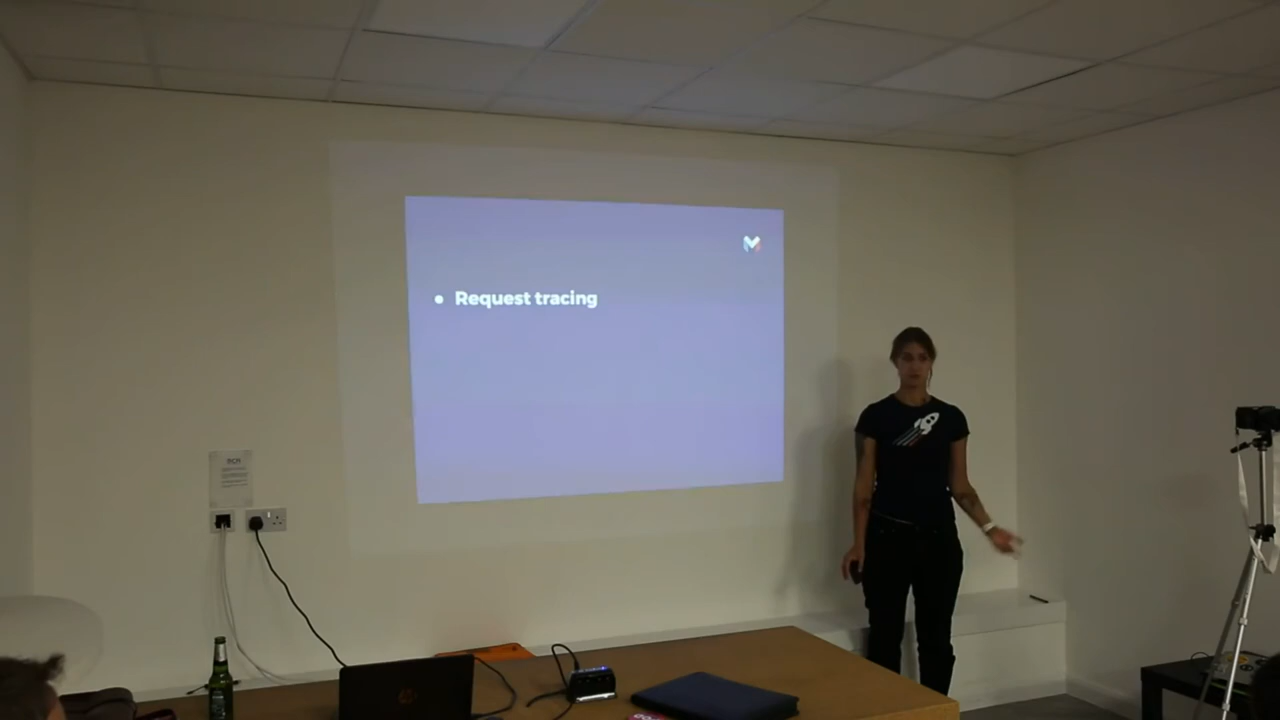 • Request tracing